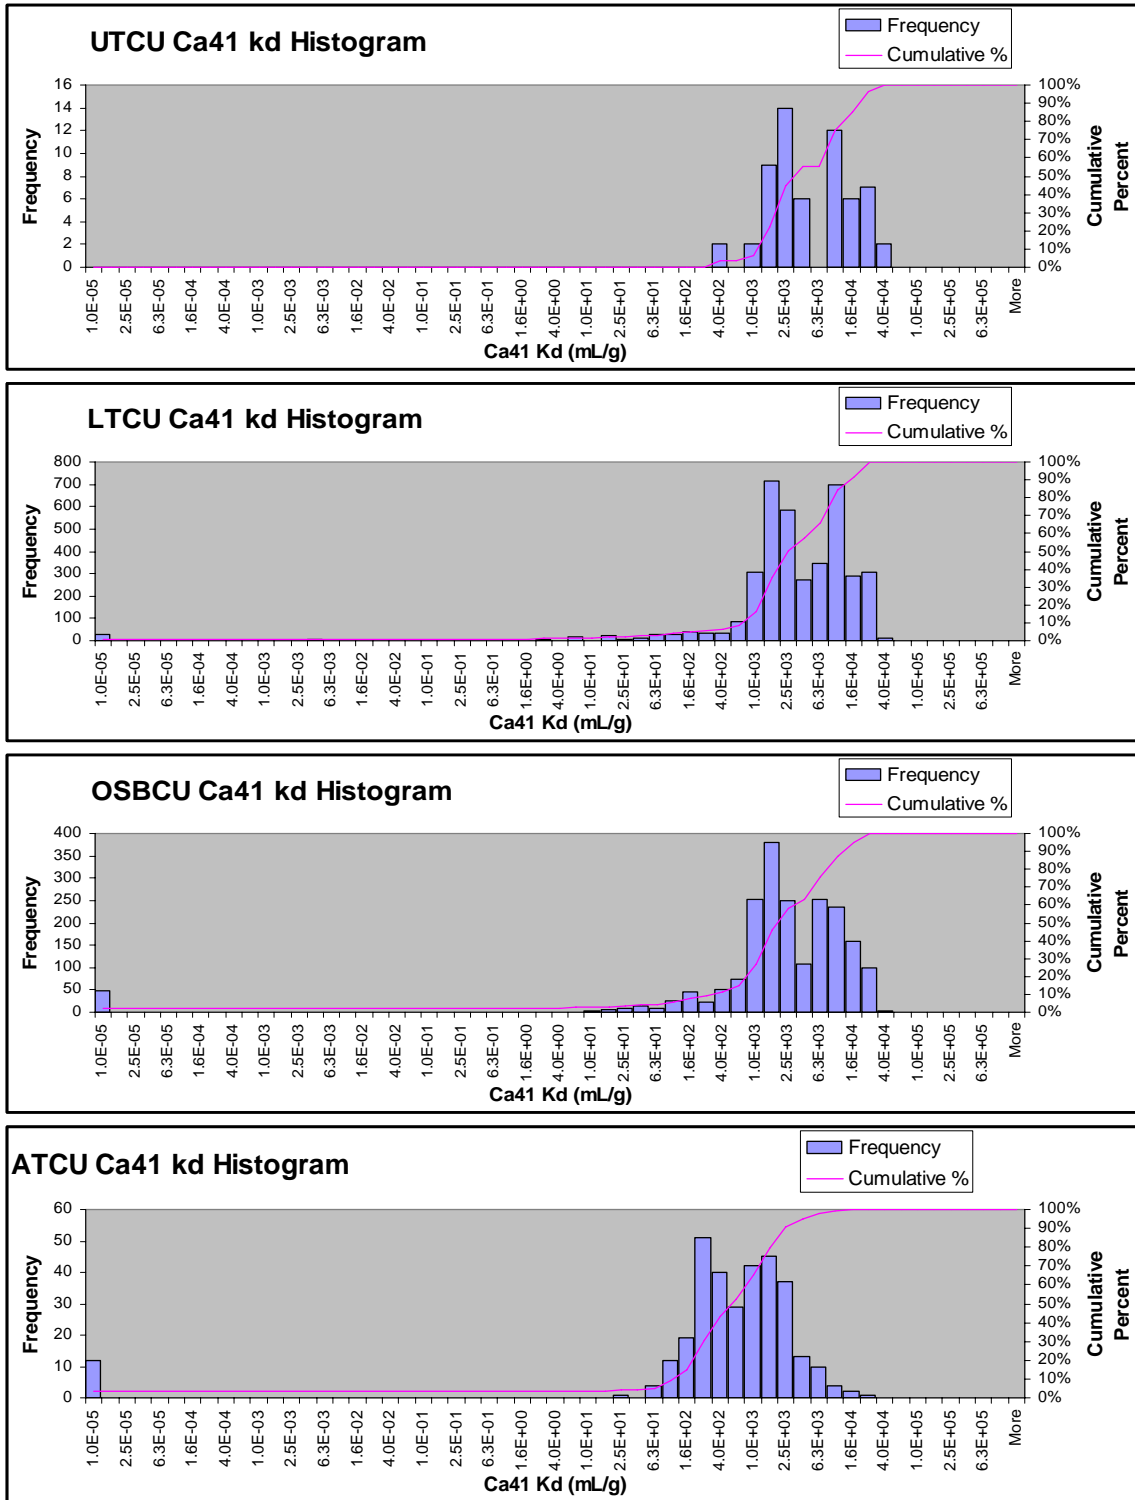 UTCU Ca41 kd Histogram
Frequency
Cumulative %
16
14
12
10
8
6
4
2
0
Frequency
100%
90%
80%
70%
60%
50%
40%
30%
20%
10%
0%
Cumulative
Percent
1.0E-05
2.5E-05
6.3E-05
1.6E-04
4.0E-04
1.0E-03
2.5E-03
6.3E-03
1.6E-02
4.0E-02
1.0E-01
2.5E-01
6.3E-01
1.6E+00
4.0E+00
1.0E+01
2.5E+01
6.3E+01
1.6E+02
4.0E+02
1.0E+03
2.5E+03
6.3E+03
1.6E+04
4.0E+04
1.0E+05
2.5E+05
6.3E+05
More
Ca41 Kd (mL/g)
LTCU Ca41 kd Histogram
Frequency
Cumulative %
800
700
600
500
400
300
200
100
0
Frequency
100%
90%
80%
70%
60%
50%
40%
30%
20%
10%
0%
Cumulative
Percent
1.0E-05
2.5E-05
6.3E-05
1.6E-04
4.0E-04
1.0E-03
2.5E-03
6.3E-03
1.6E-02
4.0E-02
1.0E-01
2.5E-01
6.3E-01
1.6E+00
4.0E+00
1.0E+01
2.5E+01
6.3E+01
1.6E+02
4.0E+02
1.0E+03
2.5E+03
6.3E+03
1.6E+04
4.0E+04
1.0E+05
2.5E+05
6.3E+05
More
Ca41 Kd (mL/g)
OSBCU Ca41 kd Histogram
Frequency
Cumulative %
400
350
300
250
200
150
100
50
0
Frequency
100%
90%
80%
70%
60%
50%
40%
30%
20%
10%
0%
Cumulative
Percent
1.0E-05
2.5E-05
6.3E-05
1.6E-04
4.0E-04
1.0E-03
2.5E-03
6.3E-03
1.6E-02
4.0E-02
1.0E-01
2.5E-01
6.3E-01
1.6E+00
4.0E+00
1.0E+01
2.5E+01
6.3E+01
1.6E+02
4.0E+02
1.0E+03
2.5E+03
6.3E+03
1.6E+04
4.0E+04
1.0E+05
2.5E+05
6.3E+05
More
Ca41 Kd (mL/g)
ATCU Ca41 kd Histogram
Frequency
Cumulative %
60
50
40
30
20
10
0
Frequency
100%
90%
80%
70%
60%
50%
40%
30%
20%
10%
0%
Cumulative
Percent
1.0E-05
2.5E-05
6.3E-05
1.6E-04
4.0E-04
1.0E-03
2.5E-03
6.3E-03
1.6E-02
4.0E-02
1.0E-01
2.5E-01
6.3E-01
1.6E+00
4.0E+00
1.0E+01
2.5E+01
6.3E+01
1.6E+02
4.0E+02
1.0E+03
2.5E+03
6.3E+03
1.6E+04
4.0E+04
1.0E+05
2.5E+05
6.3E+05
More
Ca41 Kd (mL/g)